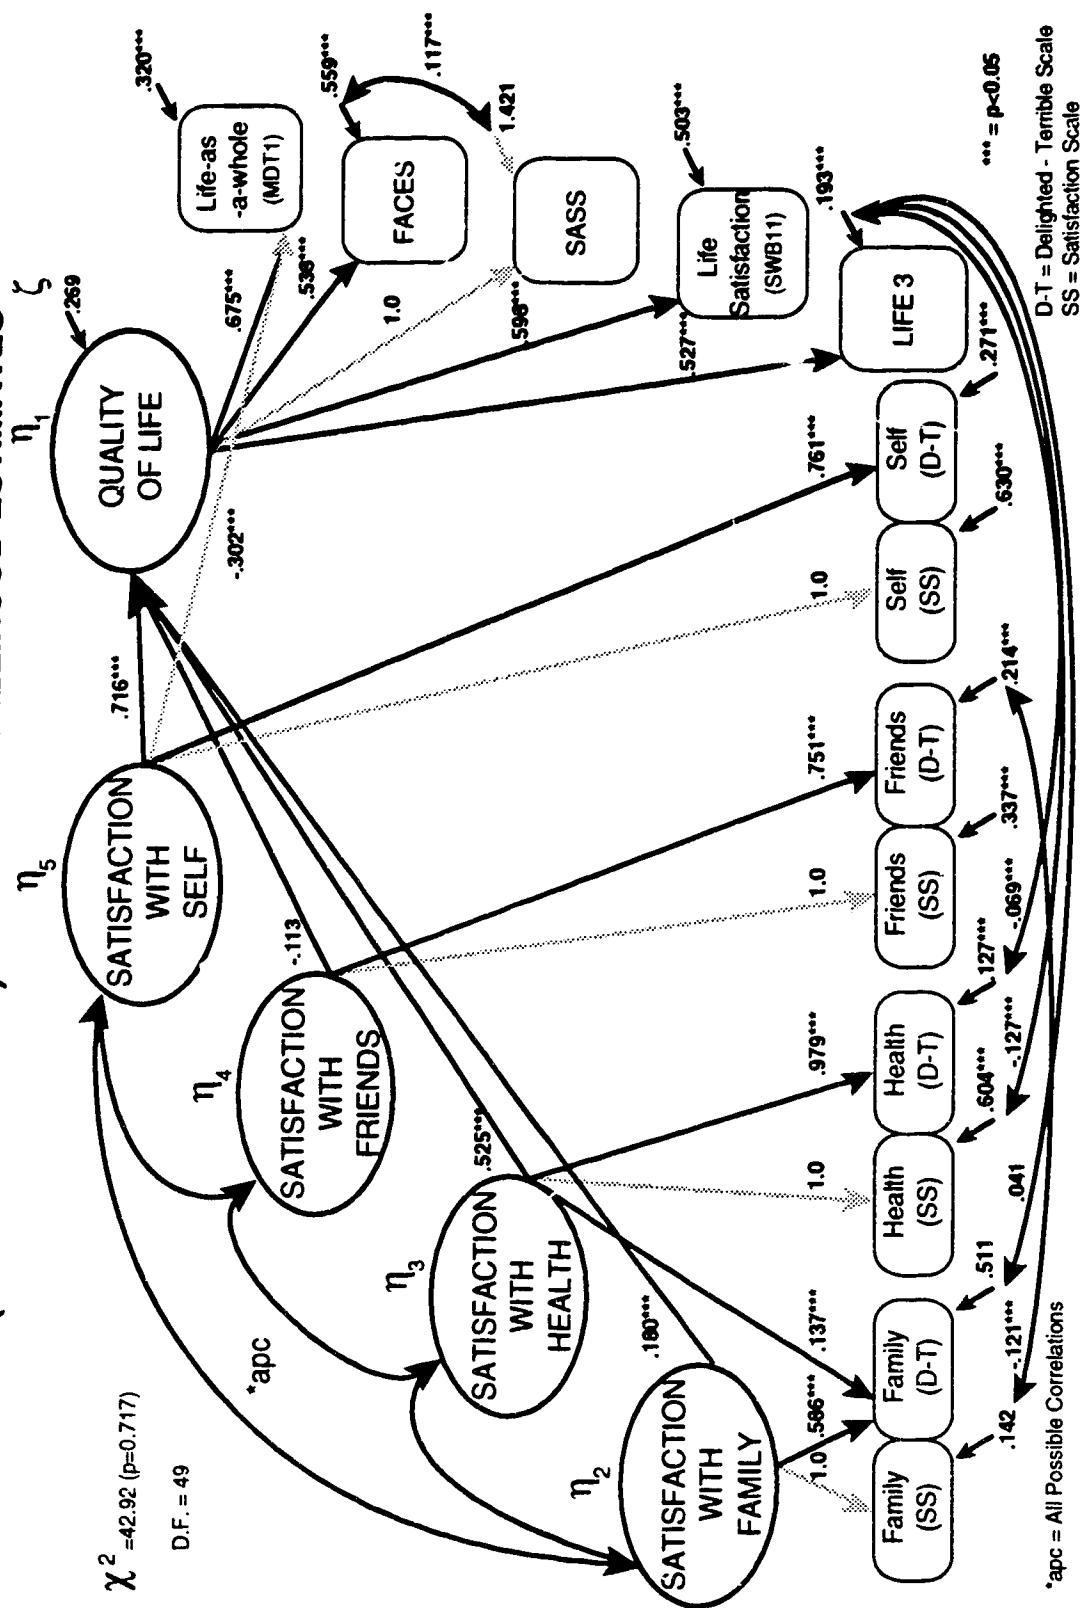 χ² =42.92 (p=0.717)
D.F. = 49
*apc
η₅
SATISFACTION
WITH
SELF
η₄
SATISFACTION
WITH
FRIENDS
η₃
SATISFACTION
WITH
HEALTH
η₂
SATISFACTION
WITH
FAMILY
η₁
QUALITY
OF LIFE
ζ
.269
.716***
-.113
.525***
.180***
-.302***
.675***
.536***
1.0
.598***
.527***
Life-as
-a-whole
(MDT1)
.320***
FACES
.559***
.117***
SASS
1.421
Life
Satisfaction
(SWB11)
.503***
LIFE 3
.193***
1.0
.586***
.137***
1.0
.979***
1.0
.751***
1.0
.761***
Family
(SS)
Family
(D-T)
Health
(SS)
Health
(D-T)
Friends
(SS)
Friends
(D-T)
Self
(SS)
Self
(D-T)
.142
.511
.604***
.127***
.337***
.214***
.630***
.271***
-.121***
.041
-.127***
-.069***
*apc = All Possible Correlations
*** = p<0.05
D-T = Delighted - Terrible Scale
SS = Satisfaction Scale